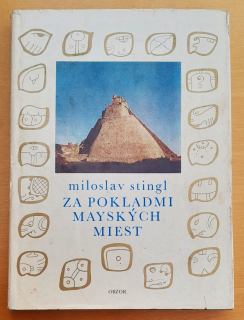 miloslav stingl
ZA POKLADMI
MAYSKÝCH
MIEST
OBZOR